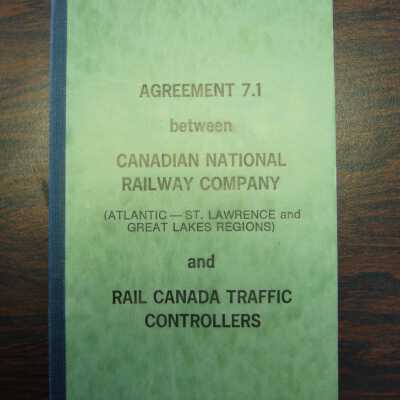 AGREEMENT 7.1
between
CANADIAN NATIONAL
RAILWAY COMPANY
(ATLANTIC — ST. LAWRENCE and
GREAT LAKES REGIONS)
and
RAIL CANADA TRAFFIC
CONTROLLERS